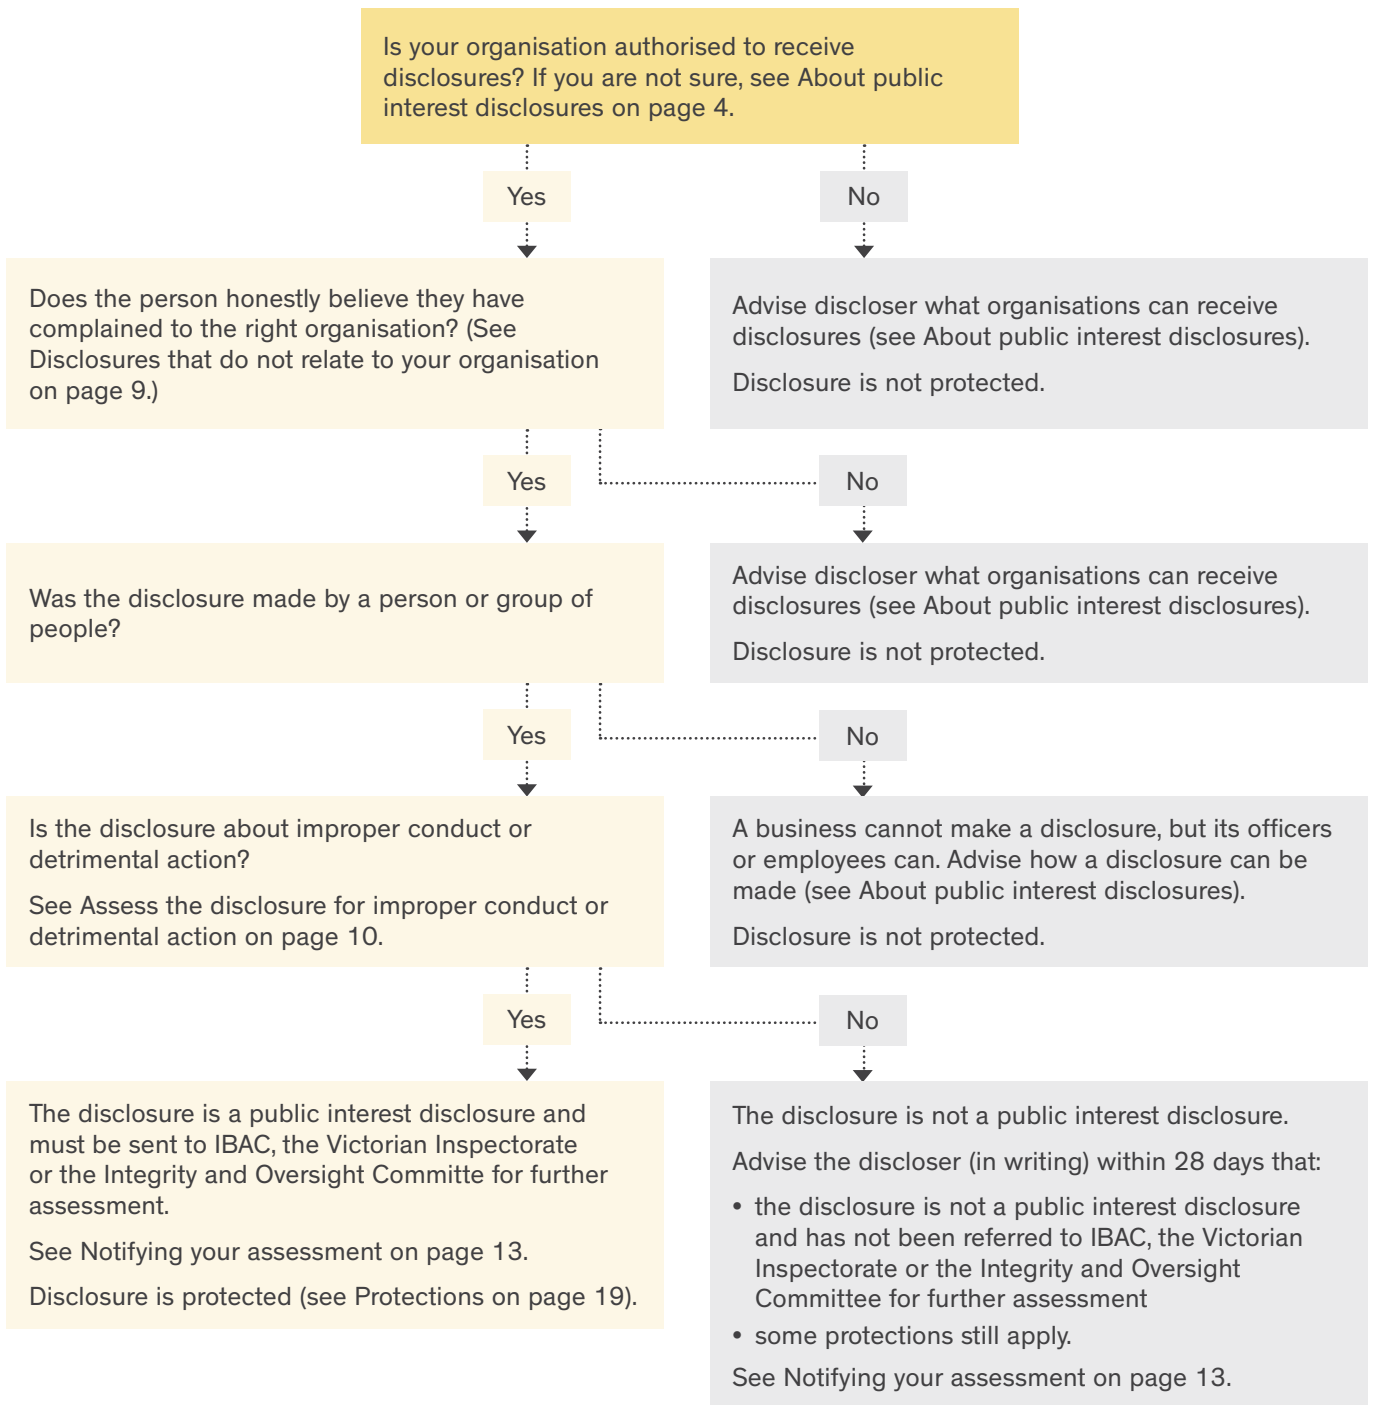 Is your organisation authorised to receive
disclosures? If you are not sure, see About public
interest disclosures on page 4.
Yes
No
Does the person honestly believe they have
complained to the right organisation? (See
Disclosures that do not relate to your organisation
on page 9.)
Advise discloser what organisations can receive
disclosures (see About public interest disclosures).
Disclosure is not protected.
Yes
No
Was the disclosure made by a person or group of
people?
Advise discloser what organisations can receive
disclosures (see About public interest disclosures).
Disclosure is not protected.
Yes
No
Is the disclosure about improper conduct or
detrimental action?
See Assess the disclosure for improper conduct or
detrimental action on page 10.
A business cannot make a disclosure, but its officers
or employees can. Advise how a disclosure can be
made (see About public interest disclosures).
Disclosure is not protected.
Yes
No
The disclosure is a public interest disclosure and
must be sent to IBAC, the Victorian Inspectorate
or the Integrity and Oversight Committe for further
assessment.
See Notifying your assessment on page 13.
Disclosure is protected (see Protections on page 19).
The disclosure is not a public interest disclosure.
Advise the discloser (in writing) within 28 days that:
• the disclosure is not a public interest disclosure
and has not been referred to IBAC, the Victorian
Inspectorate or the Integrity and Oversight
Committee for further assessment
• some protections still apply.
See Notifying your assessment on page 13.